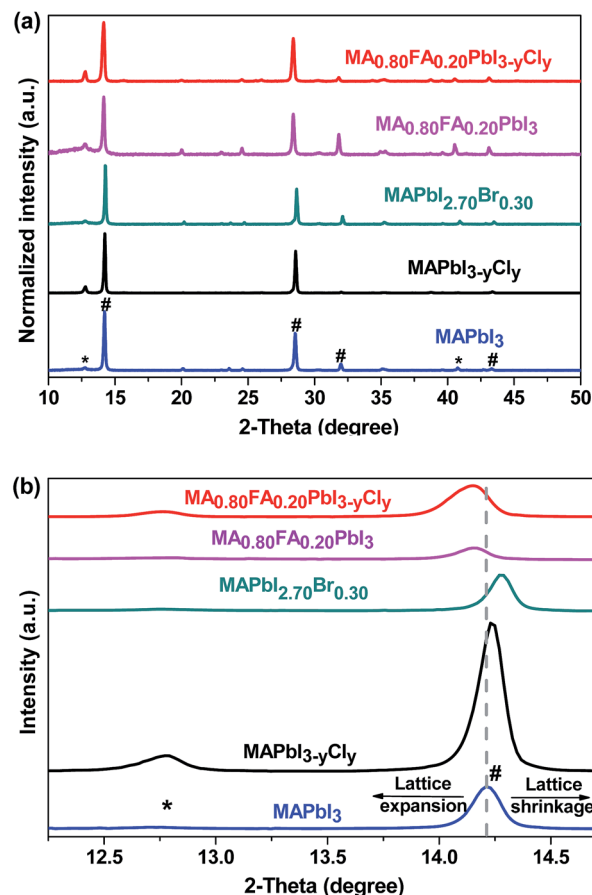 (a)
Normalized intensity (a.u.)
MA0.80FA0.20PbI3-yCly
MA0.80FA0.20PbI3
MAPbI2.70Br0.30
MAPbI3-yCly
MAPbI3
* # # # * #
10 15 20 25 30 35 40 45 50
2-Theta (degree)
(b)
Intensity (a.u.)
MA0.80FA0.20PbI3-yCly
MA0.80FA0.20PbI3
MAPbI2.70Br0.30
MAPbI3-yCly
Lattice
expansion
#
Lattice
shrinkage
*
MAPbI3
12.5 13.0 13.5 14.0 14.5
2-Theta (degree)